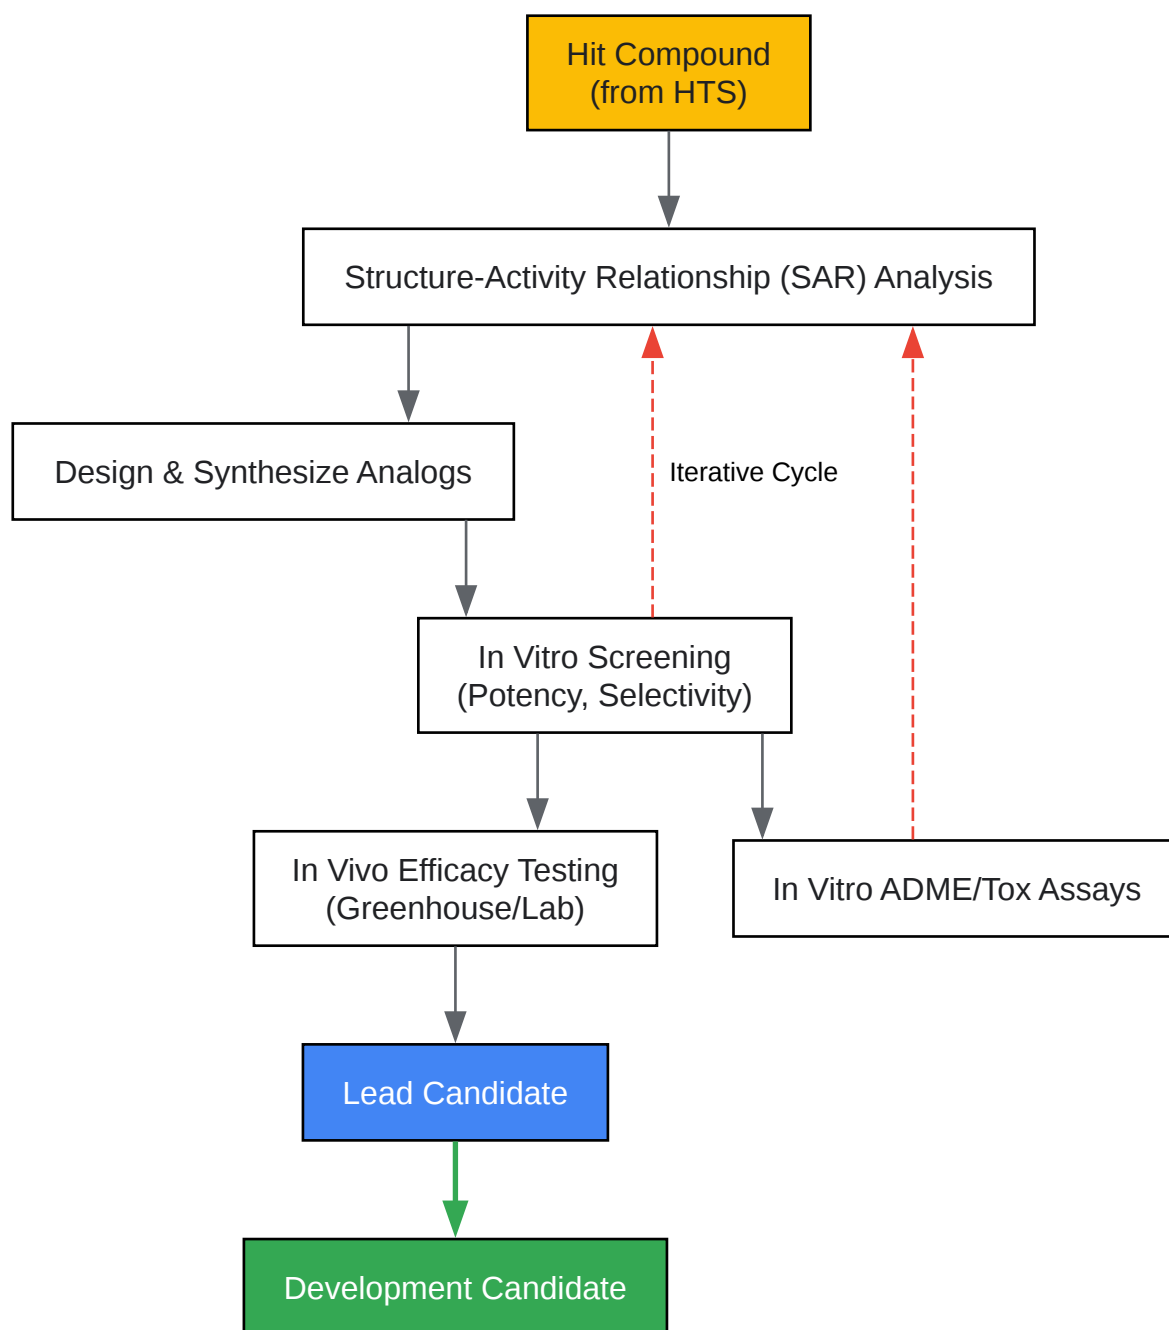 Hit Compound
(from HTS)
Structure-Activity Relationship (SAR) Analysis
Design & Synthesize Analogs
Iterative Cycle
In Vitro Screening
(Potency, Selectivity)
In Vivo Efficacy Testing
(Greenhouse/Lab)
In Vitro ADME/Tox Assays
Lead Candidate
Development Candidate